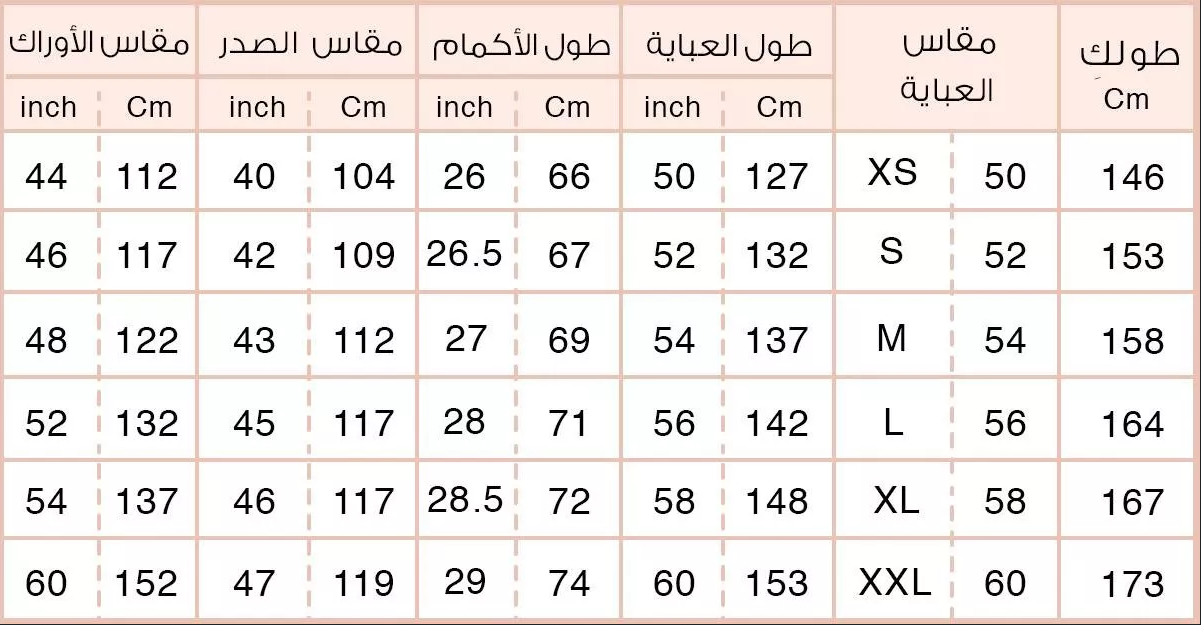 طولكِ Cm | مقاس العباية | طول العباية | طول الأكمام | مقاس الصدر | مقاس الأوراك
Cm | inch | Cm | inch | Cm | inch | Cm | inch
146 | 50 | XS | 127 | 50 | 66 | 26 | 104 | 40 | 112 | 44
153 | 52 | S | 132 | 52 | 67 | 26.5 | 109 | 42 | 117 | 46
158 | 54 | M | 137 | 54 | 69 | 27 | 112 | 43 | 122 | 48
164 | 56 | L | 142 | 56 | 71 | 28 | 117 | 45 | 132 | 52
167 | 58 | XL | 148 | 58 | 72 | 28.5 | 117 | 46 | 137 | 54
173 | 60 | XXL | 153 | 60 | 74 | 29 | 119 | 47 | 152 | 60